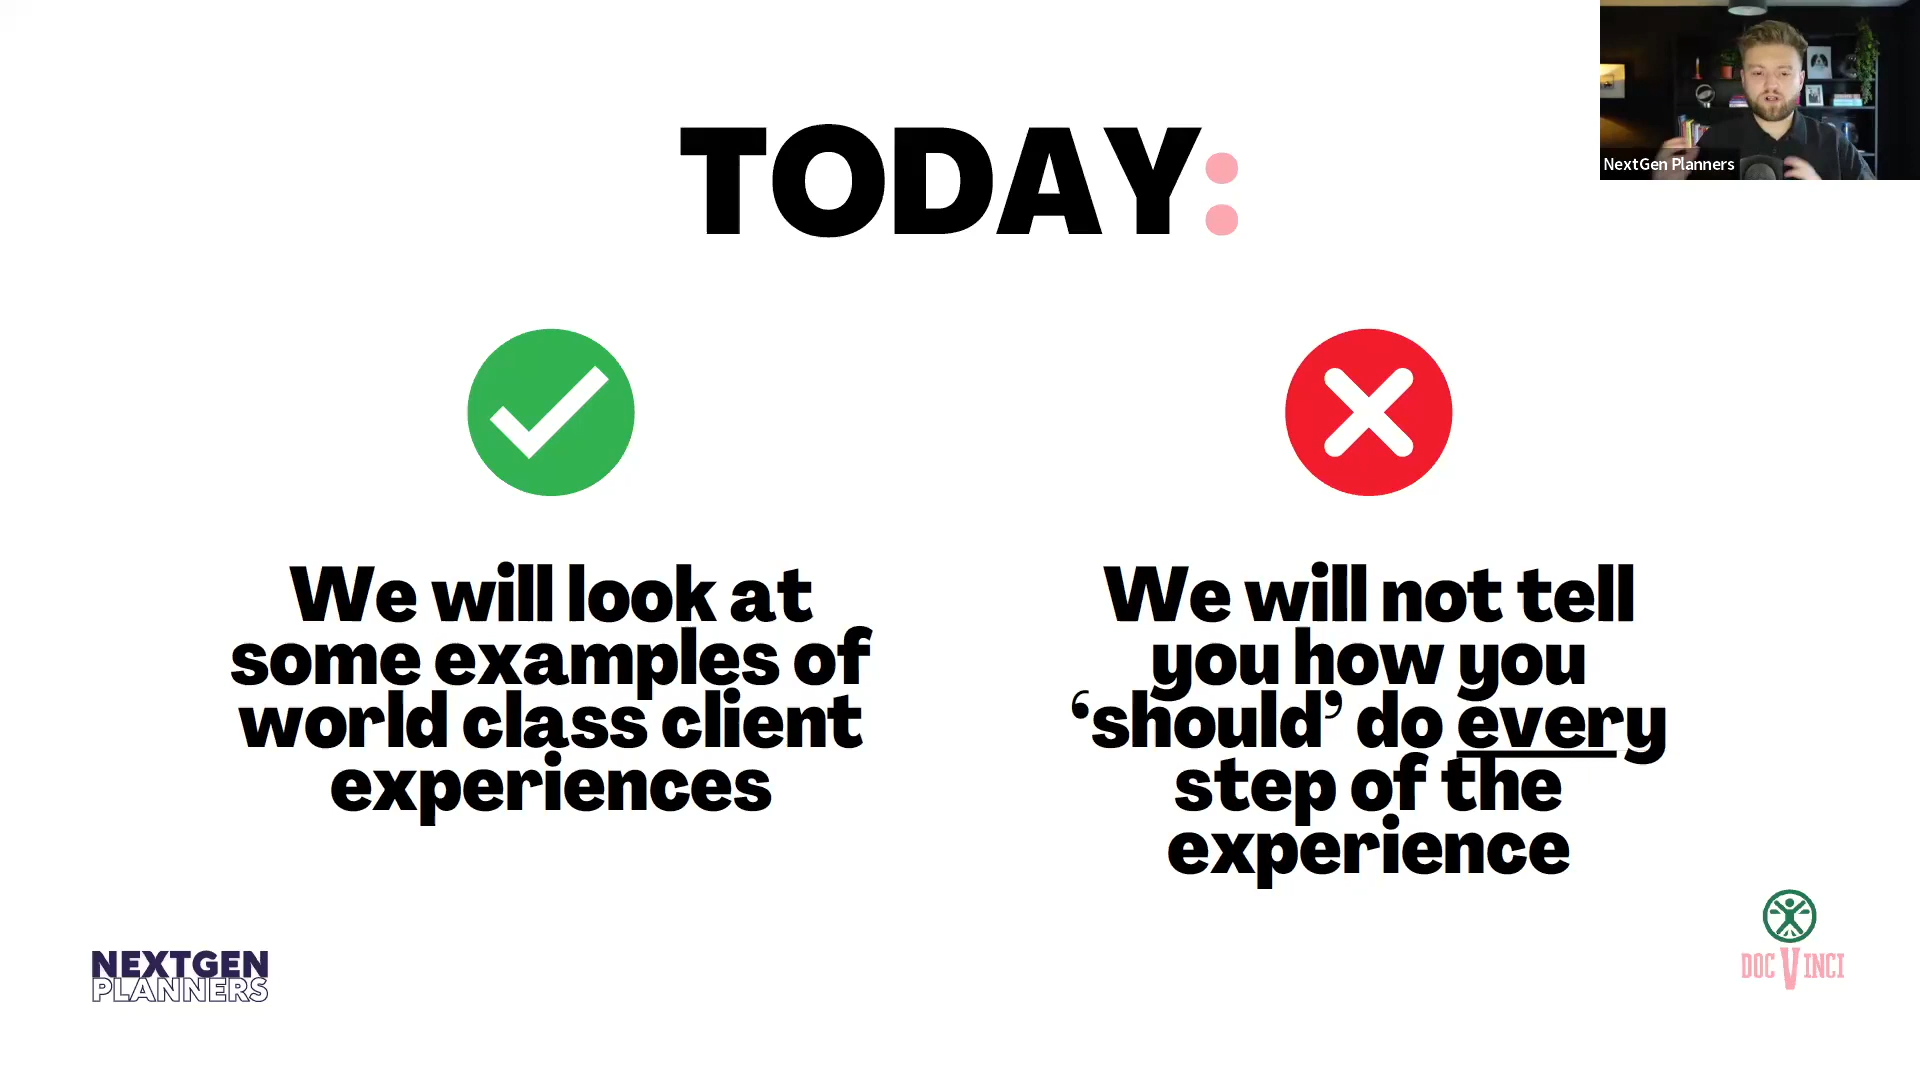 TODAY:
NextGen Planners
We will look at
some examples of
world class client
experiences
We will not tell
you how you
‘should’ do every
step of the
experience
NEXTGEN
PLANNERS
DOC VINCI